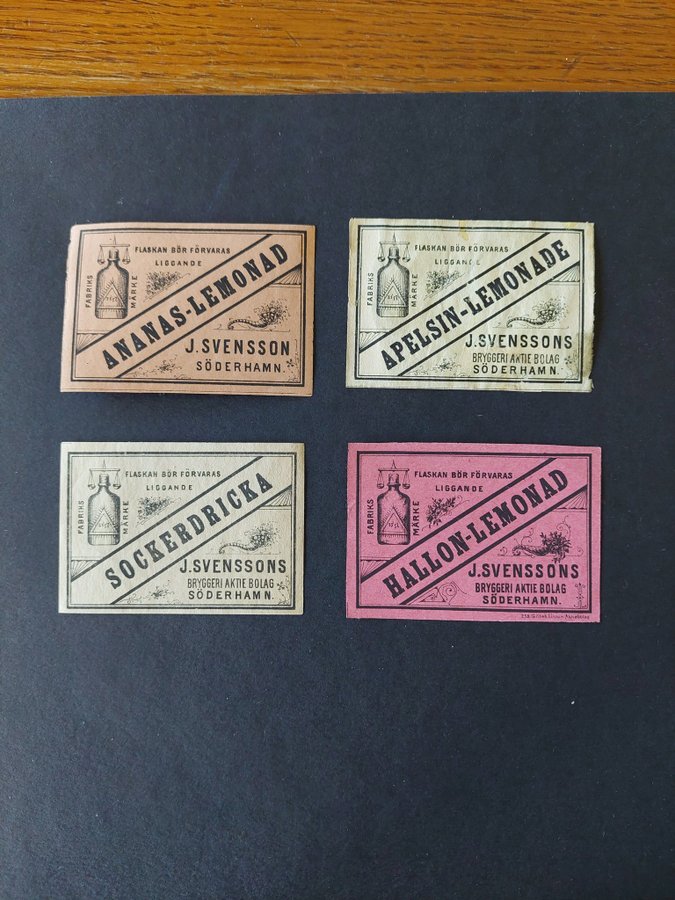 FLASKAN BÖR FÖRVARAS
LIGGANDE
FABRIKS
MÄRKE
ANANAS-LEMONAD
J. SVENSSON
SÖDERHAMN.
FLASKAN BÖR FÖRVARAS
LIGGANDE
FABRIKS
MÄRKE
APELSIN-LEMONADE
J. SVENSSONS
BRYGGERI AKTIE BOLAG
SÖDERHAMN.
FLASKAN BÖR FÖRVARAS
LIGGANDE
FABRIKS
MÄRKE
SOCKERDRICKA
J. SVENSSONS
BRYGGERI AKTIE BOLAG
SÖDERHAMN.
FLASKAN BÖR FÖRVARAS
LIGGANDE
FABRIKS
MÄRKE
HALLON-LEMONAD
J. SVENSSONS
BRYGGERI AKTIE BOLAG
SÖDERHAMN.